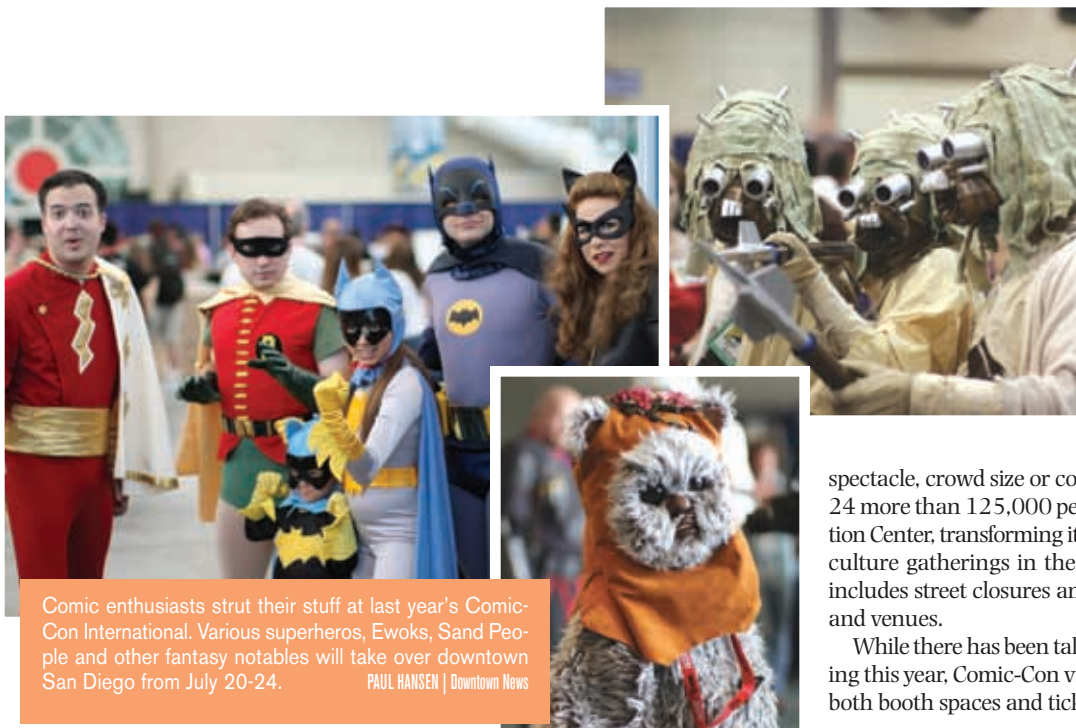 Comic enthusiasts strut their stuff at last year's Comic-
Con International. Various superheros, Ewoks, Sand Peo-
ple and other fantasy notables will take over downtown
San Diego from July 20-24. PAUL HANSEN | Downtown News
spectacle, crowd size or co
24 more than 125,000 pe
tion Center, transforming it
culture gatherings in the
includes street closures an
and venues.
While there has been tal
ing this year, Comic-Con v
both booth spaces and tick